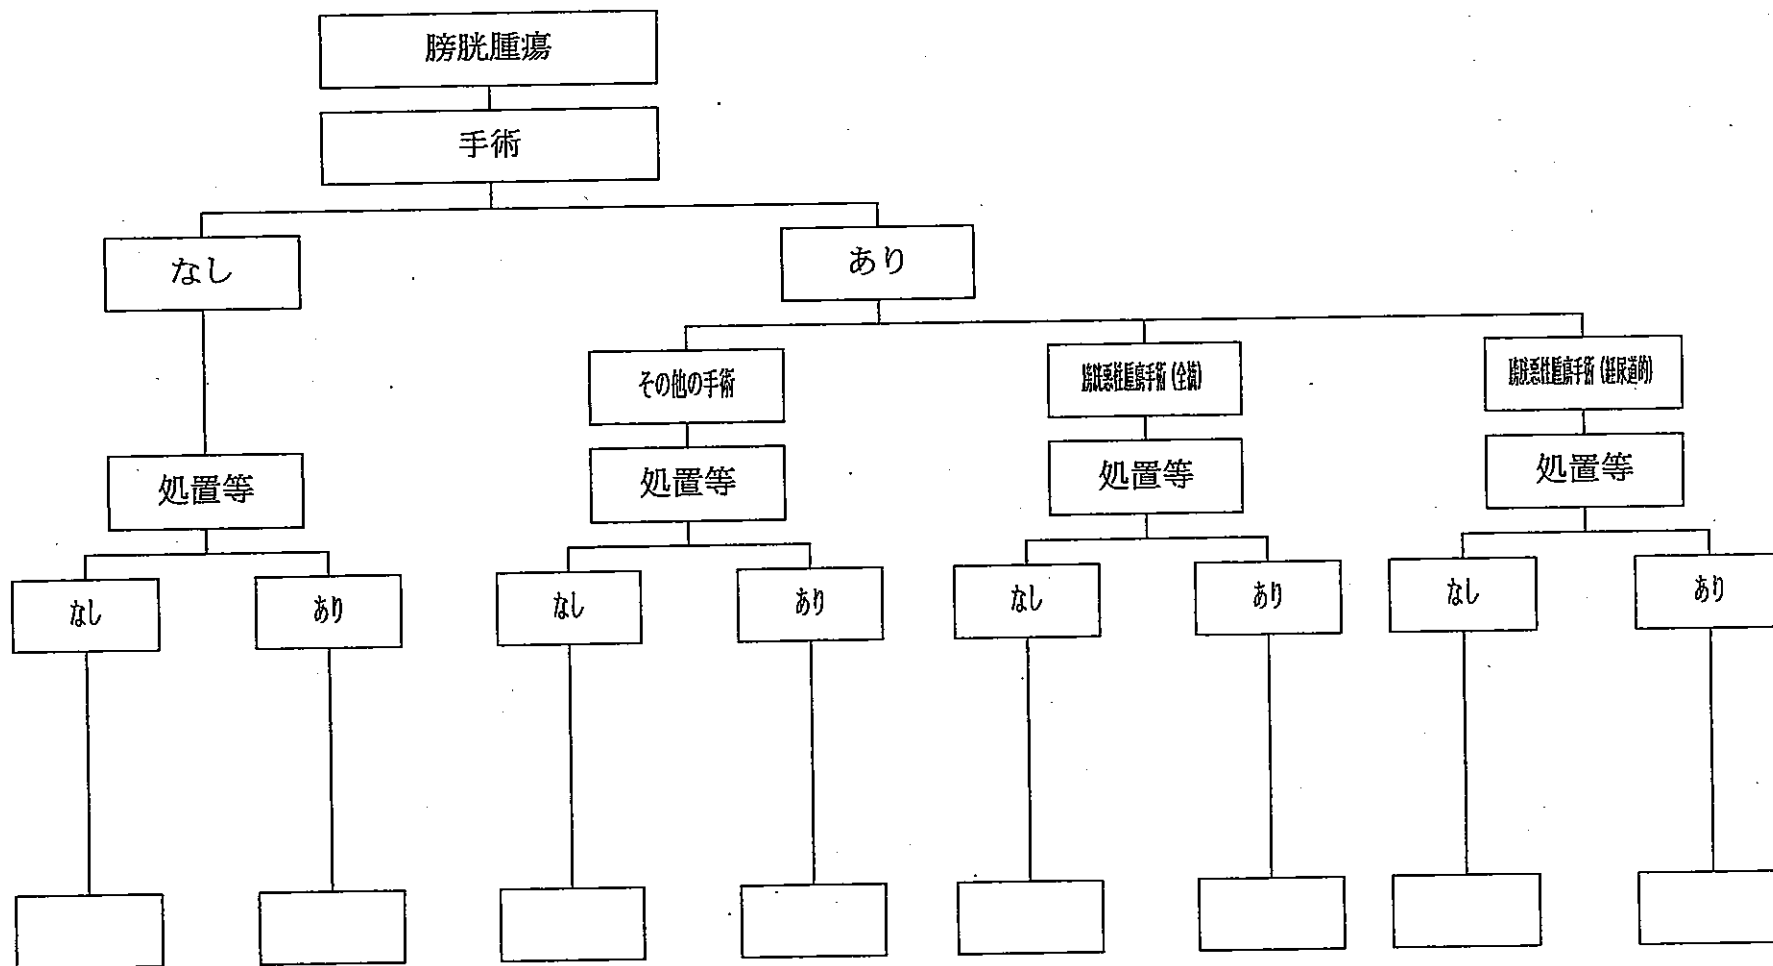 膀胱腫瘍
手術
なし
あり
その他の手術
膀胱悪性腫瘍手術（全摘）
膀胱悪性腫瘍手術（経尿道的）
処置等
処置等
処置等
処置等
なし
あり
なし
あり
なし
あり
なし
あり